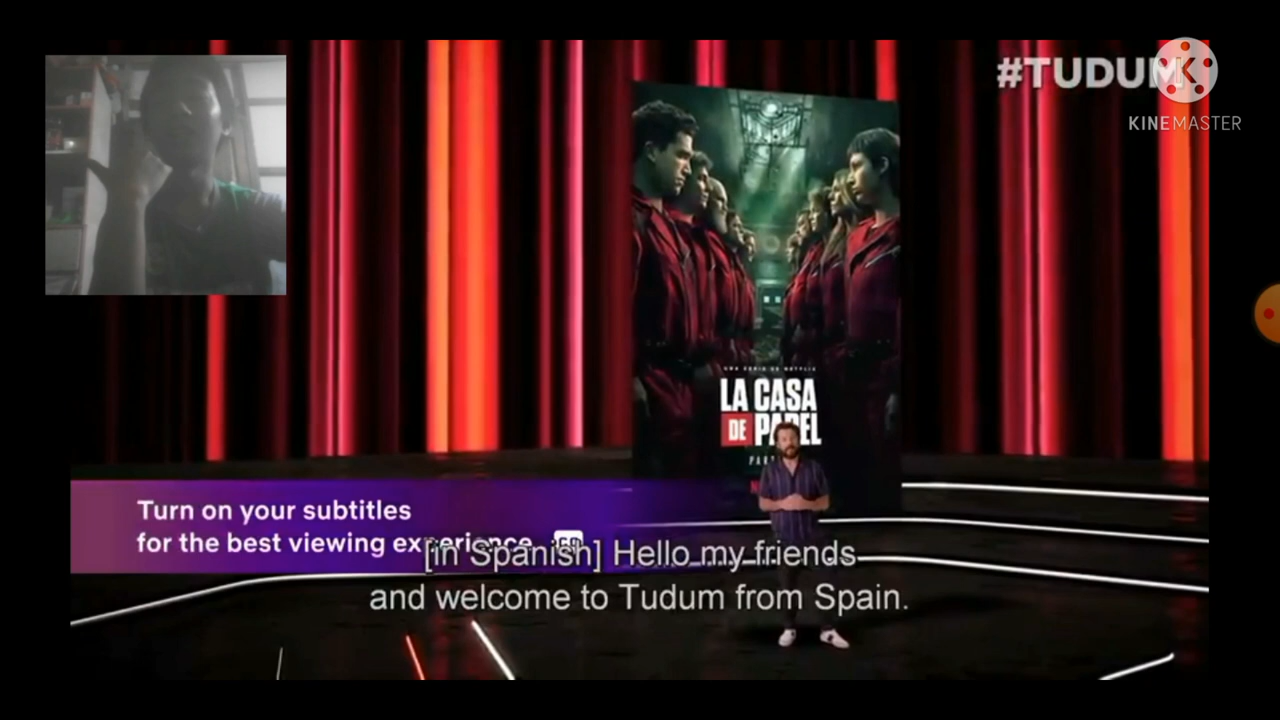 #TUDUM
KINEMASTER
UNA SERIE DE NETFLIX
LA CASA
DE PAPEL
Turn on your subtitles
for the best viewing experience
[in Spanish] Hello my friends
and welcome to Tudum from Spain.